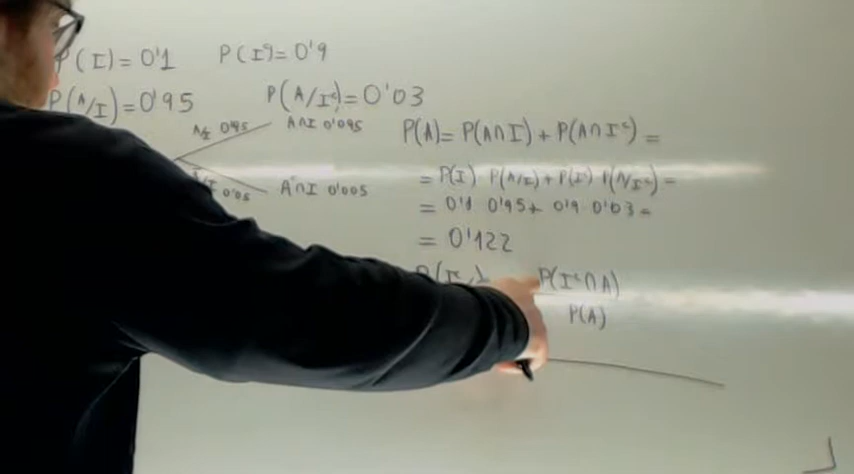 P(I)=0'1 P(Iᶜ)=0'9
P(A/I)=0'95 P(A/Iᶜ)=0'03
A/I 0'95 A∩I 0'095
0'05 Aᶜ∩I 0'005
P(A)= P(A∩I)+P(A∩Iᶜ)=
= P(I) P(A/I)+P(Iᶜ) P(A/Iᶜ)=
= 0'1 0'95+ 0'9 0'03=
= 0'122
P(Iᶜ∩A)
P(A)